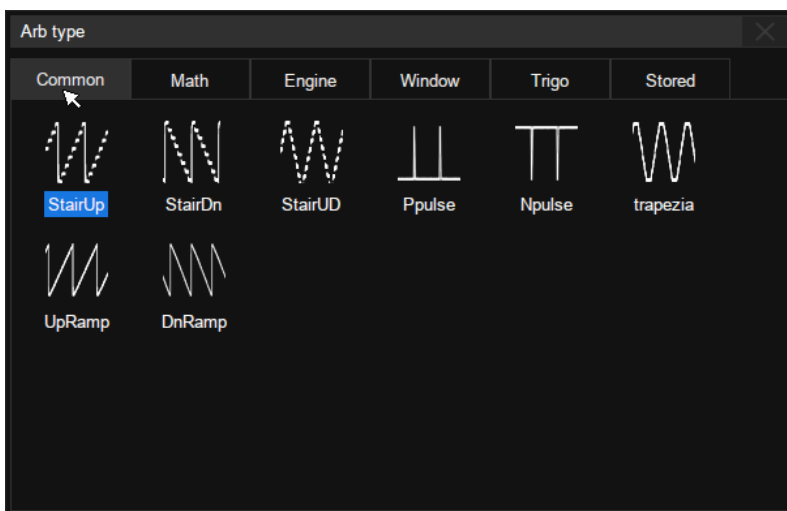 Arb type
Common Math Engine Window Trigo Stored
StairUp StairDn StairUD Ppulse Npulse trapezia
UpRamp DnRamp